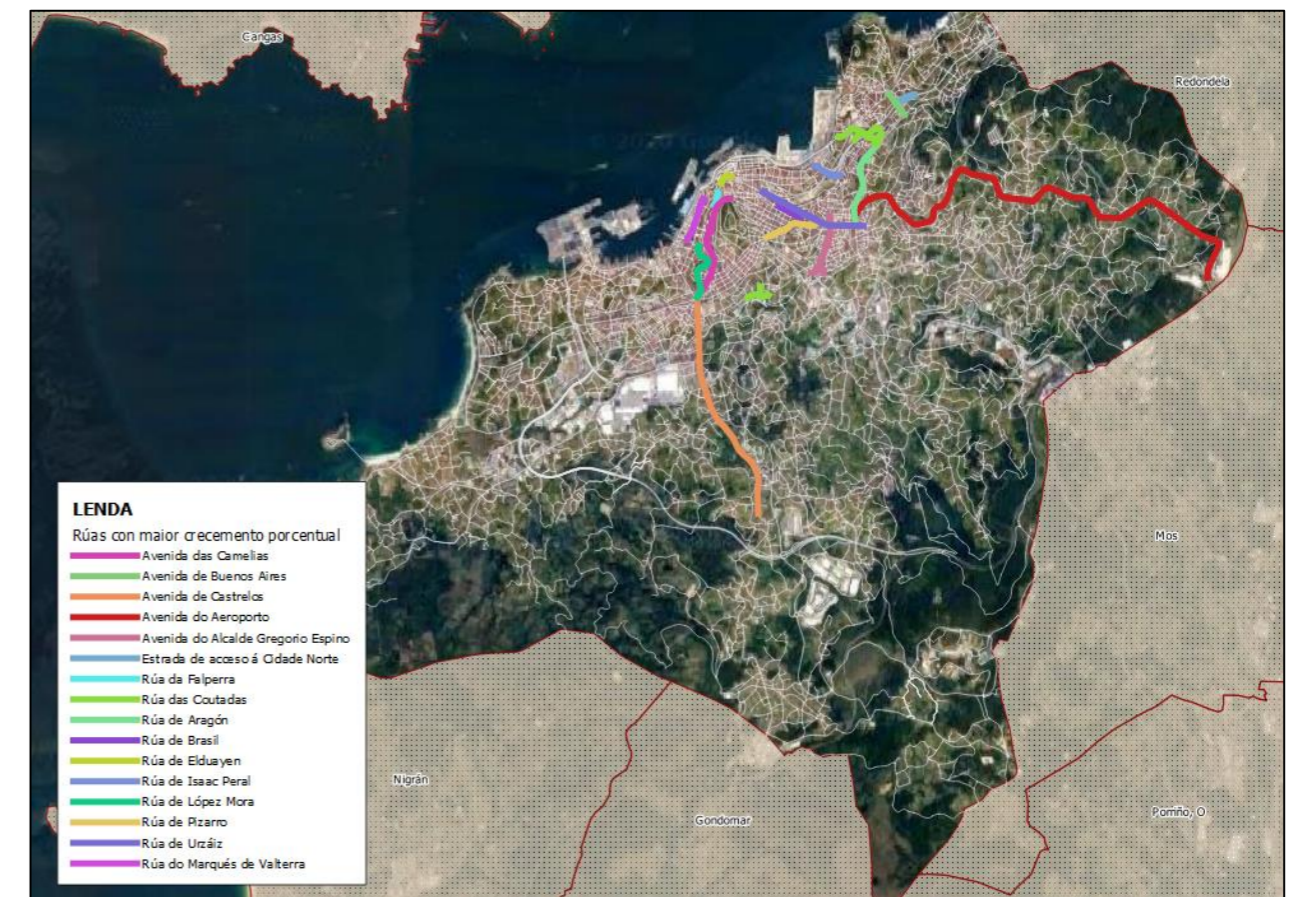 Cangas
Redondela
© 2020 Google
Mos
Nigrán
Gondomar
Porriño, O
LENDA
Rúas con maior crecemento porcentual
Avenida das Camelias
Avenida de Buenos Aires
Avenida de Castrelos
Avenida do Aeroporto
Avenida do Alcalde Gregorio Espino
Estrada de acceso á Cidade Norte
Rúa da Falperra
Rúa das Coutadas
Rúa de Aragón
Rúa de Brasil
Rúa de Elduayen
Rúa de Isaac Peral
Rúa de López Mora
Rúa de Pizarro
Rúa de Urzáiz
Rúa do Marqués de Valterra